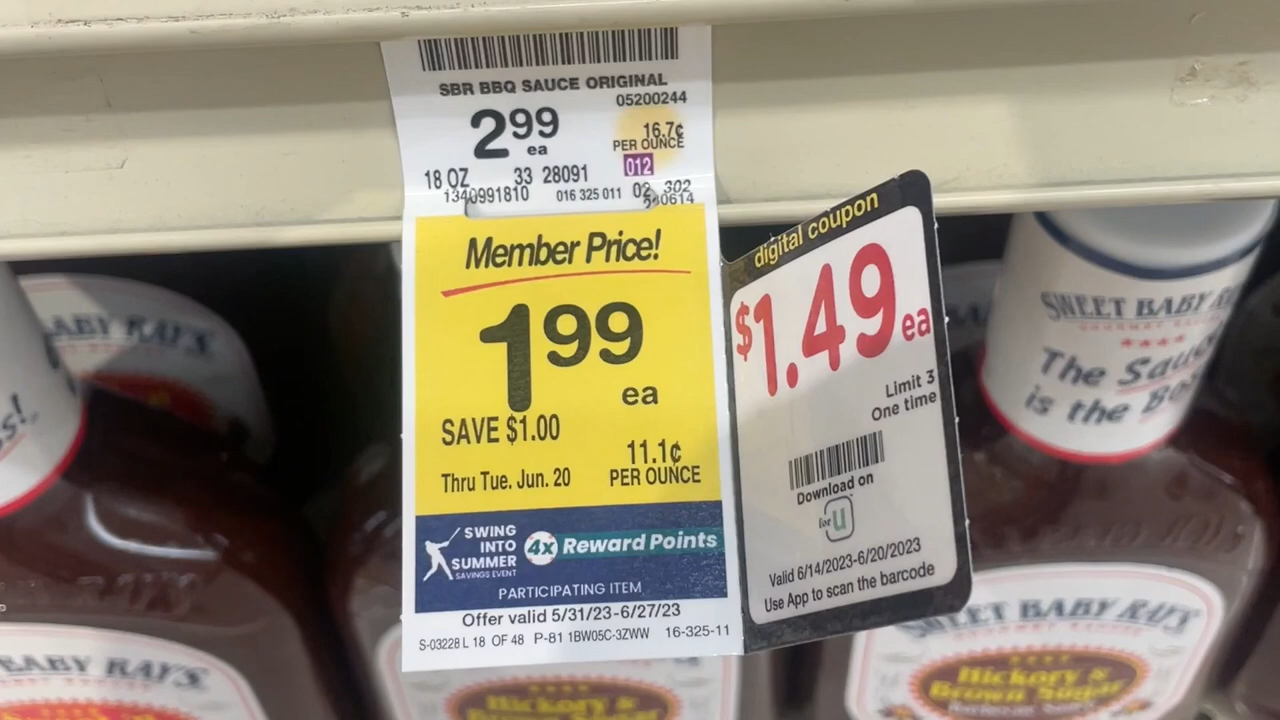 SBR BBQ SAUCE ORIGINAL
05200244
2.99 ea
16.7¢
PER OUNCE
012
18 OZ 33 28091
1340991810 016 325 011 02 302
Member Price!
1.99 ea
SAVE $1.00
11.1¢
Thru Tue. Jun. 20 PER OUNCE
SWING
INTO
SUMMER
SAVINGS EVENT
4x Reward Points
PARTICIPATING ITEM
Offer valid 5/31/23-6/27/23
S-03228 L 18 OF 48 P-81 1BW05C-3ZWW 16-325-11
digital coupon
$1.49 ea
Limit 3
One time
Download on
for U
Valid 6/14/2023-6/20/2023
Use App to scan the barcode
BABY RAY'S
SWEET BABY
The Sauce
is the
BABY RAY'S
Hickory &
SWEET BABY RAY'S
Hickory &
Brown Sugar
Barbecue Sauce